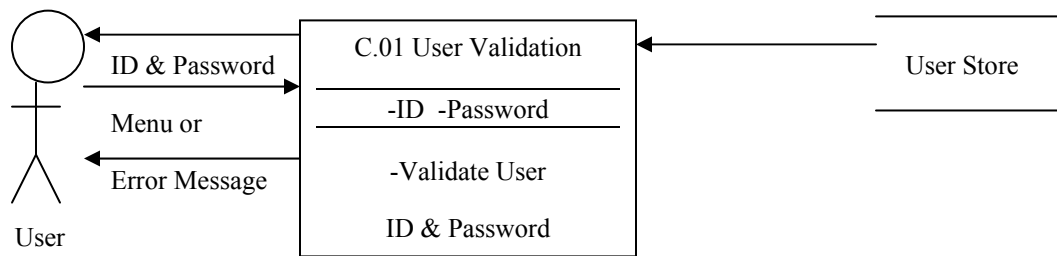 ID & Password
Menu or
Error Message
User
C.01 User Validation
-ID -Password
-Validate User
ID & Password
User Store